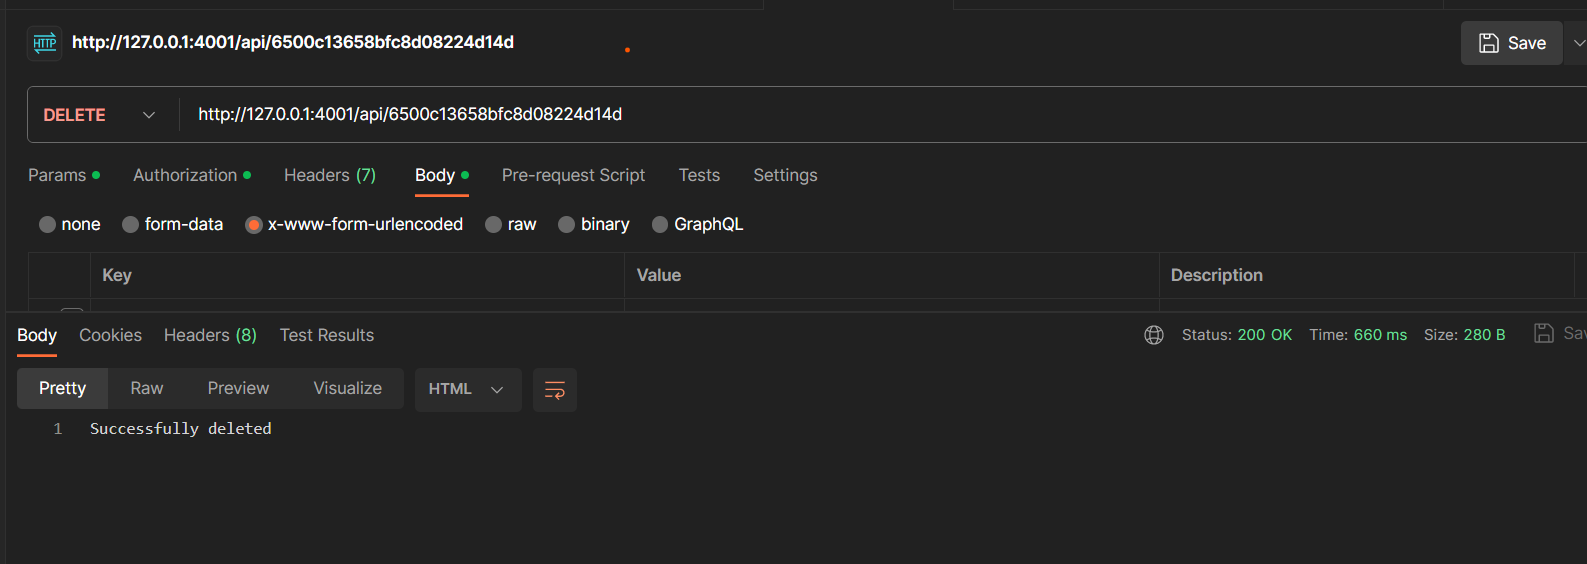 HTTP http://127.0.0.1:4001/api/6500c13658bfc8d08224d14d Save
DELETE http://127.0.0.1:4001/api/6500c13658bfc8d08224d14d
Params Authorization Headers (7) Body Pre-request Script Tests Settings
none form-data x-www-form-urlencoded raw binary GraphQL
Key Value Description
Body Cookies Headers (8) Test Results Status: 200 OK Time: 660 ms Size: 280 B
Pretty Raw Preview Visualize HTML
1 Successfully deleted